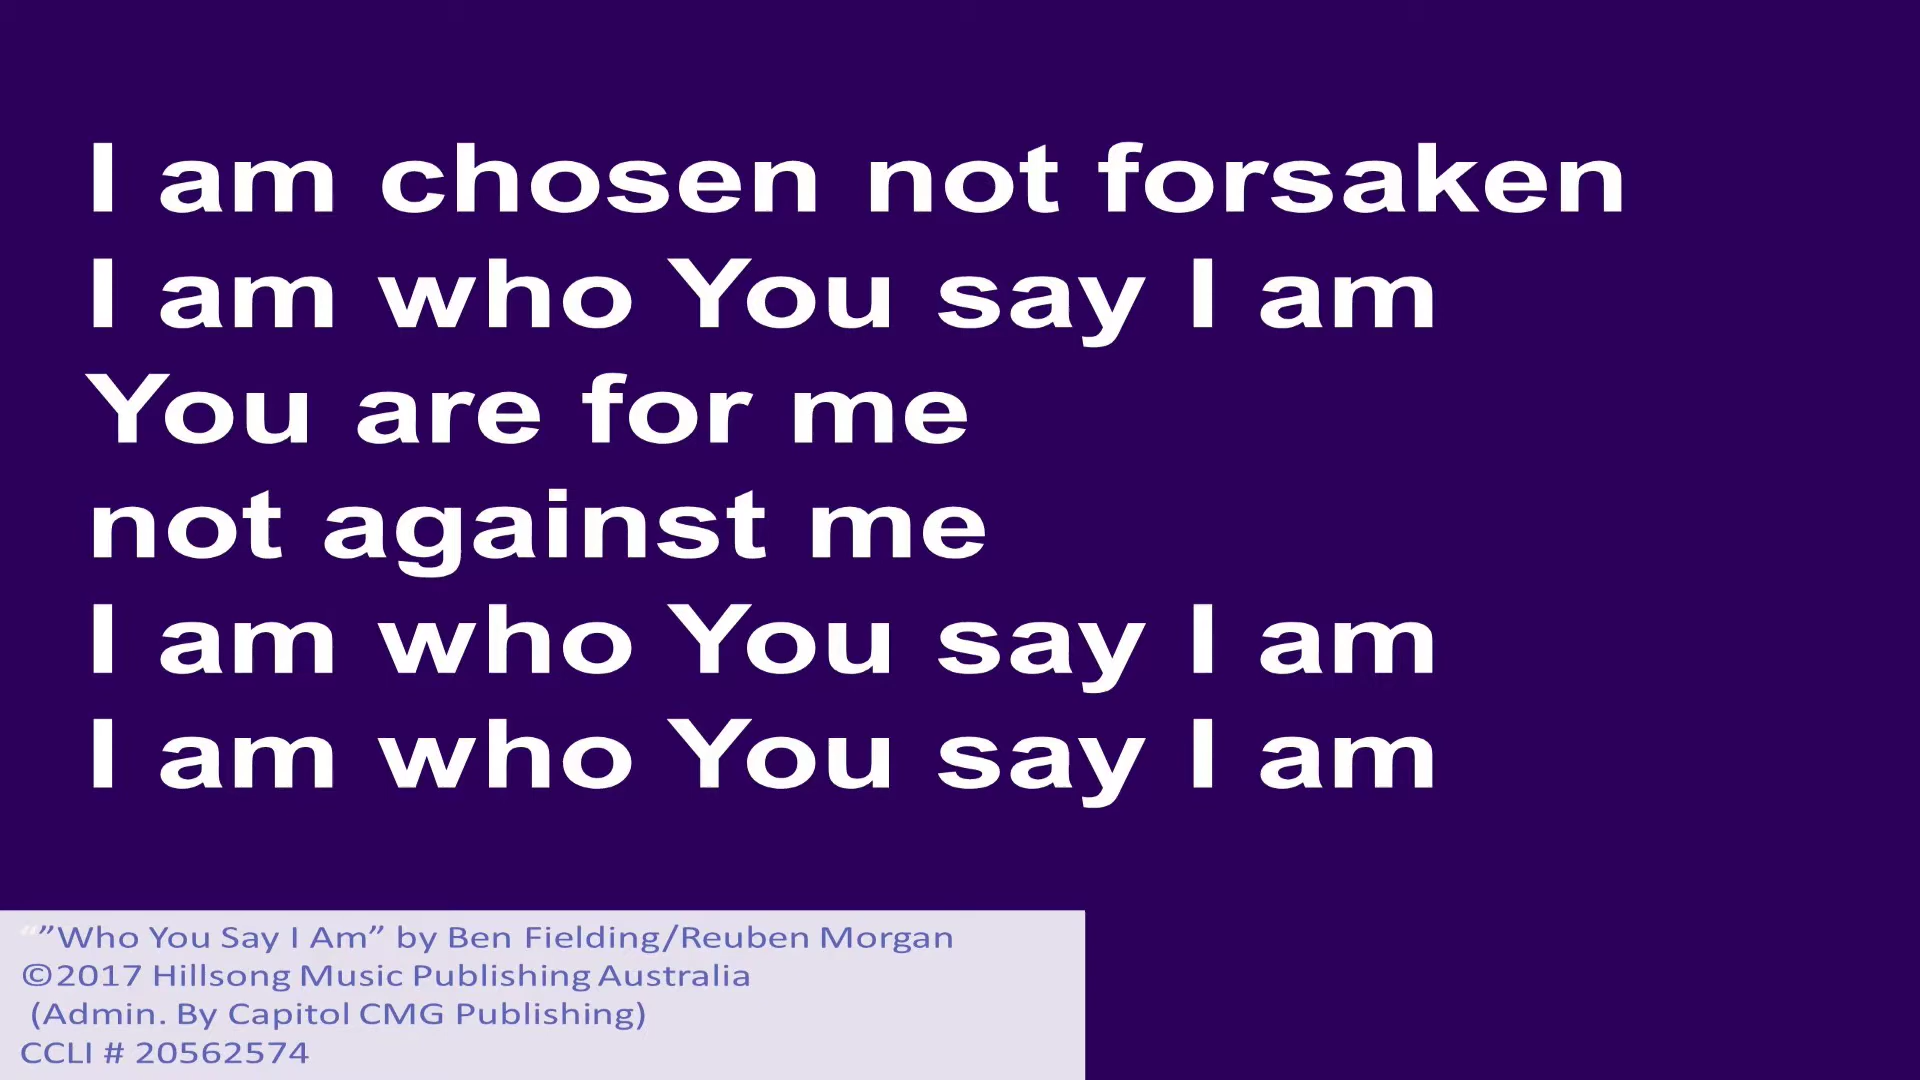 I am chosen not forsaken
I am who You say I am
You are for me
not against me
I am who You say I am
I am who You say I am
“”Who You Say I Am” by Ben Fielding/Reuben Morgan
©2017 Hillsong Music Publishing Australia
(Admin. By Capitol CMG Publishing)
CCLI # 20562574